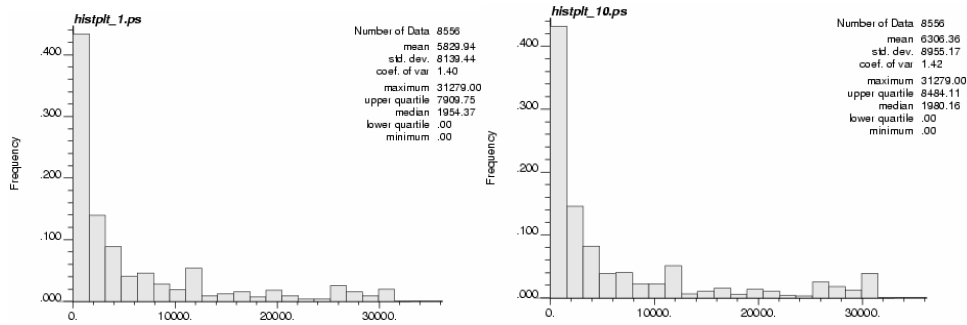 histplt_1.ps
Number of Data 8556
mean 5829.94
std. dev. 8139.44
coef. of var 1.40
maximum 31279.00
upper quartile 7909.75
median 1954.37
lower quartile .00
minimum .00
Frequency
.400
.300
.200
.100
.000
0. 10000. 20000. 30000.
histplt_10.ps
Number of Data 8556
mean 6306.36
std. dev. 8955.17
coef. of var 1.42
maximum 31279.00
upper quartile 8484.11
median 1980.16
lower quartile .00
minimum .00
Frequency
.400
.300
.200
.100
.000
0. 10000. 20000. 30000.